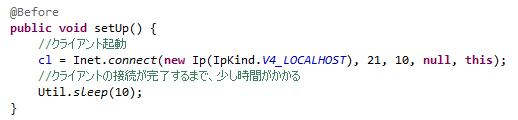 @Before
public void setUp() {
    //クライアント起動
    cl = Inet.connect(new Ip(IpKind.V4_LOCALHOST), 21, 10, null, this);
    //クライアントの接続が完了するまで、少し時間がかかる
    Util.sleep(10);
}